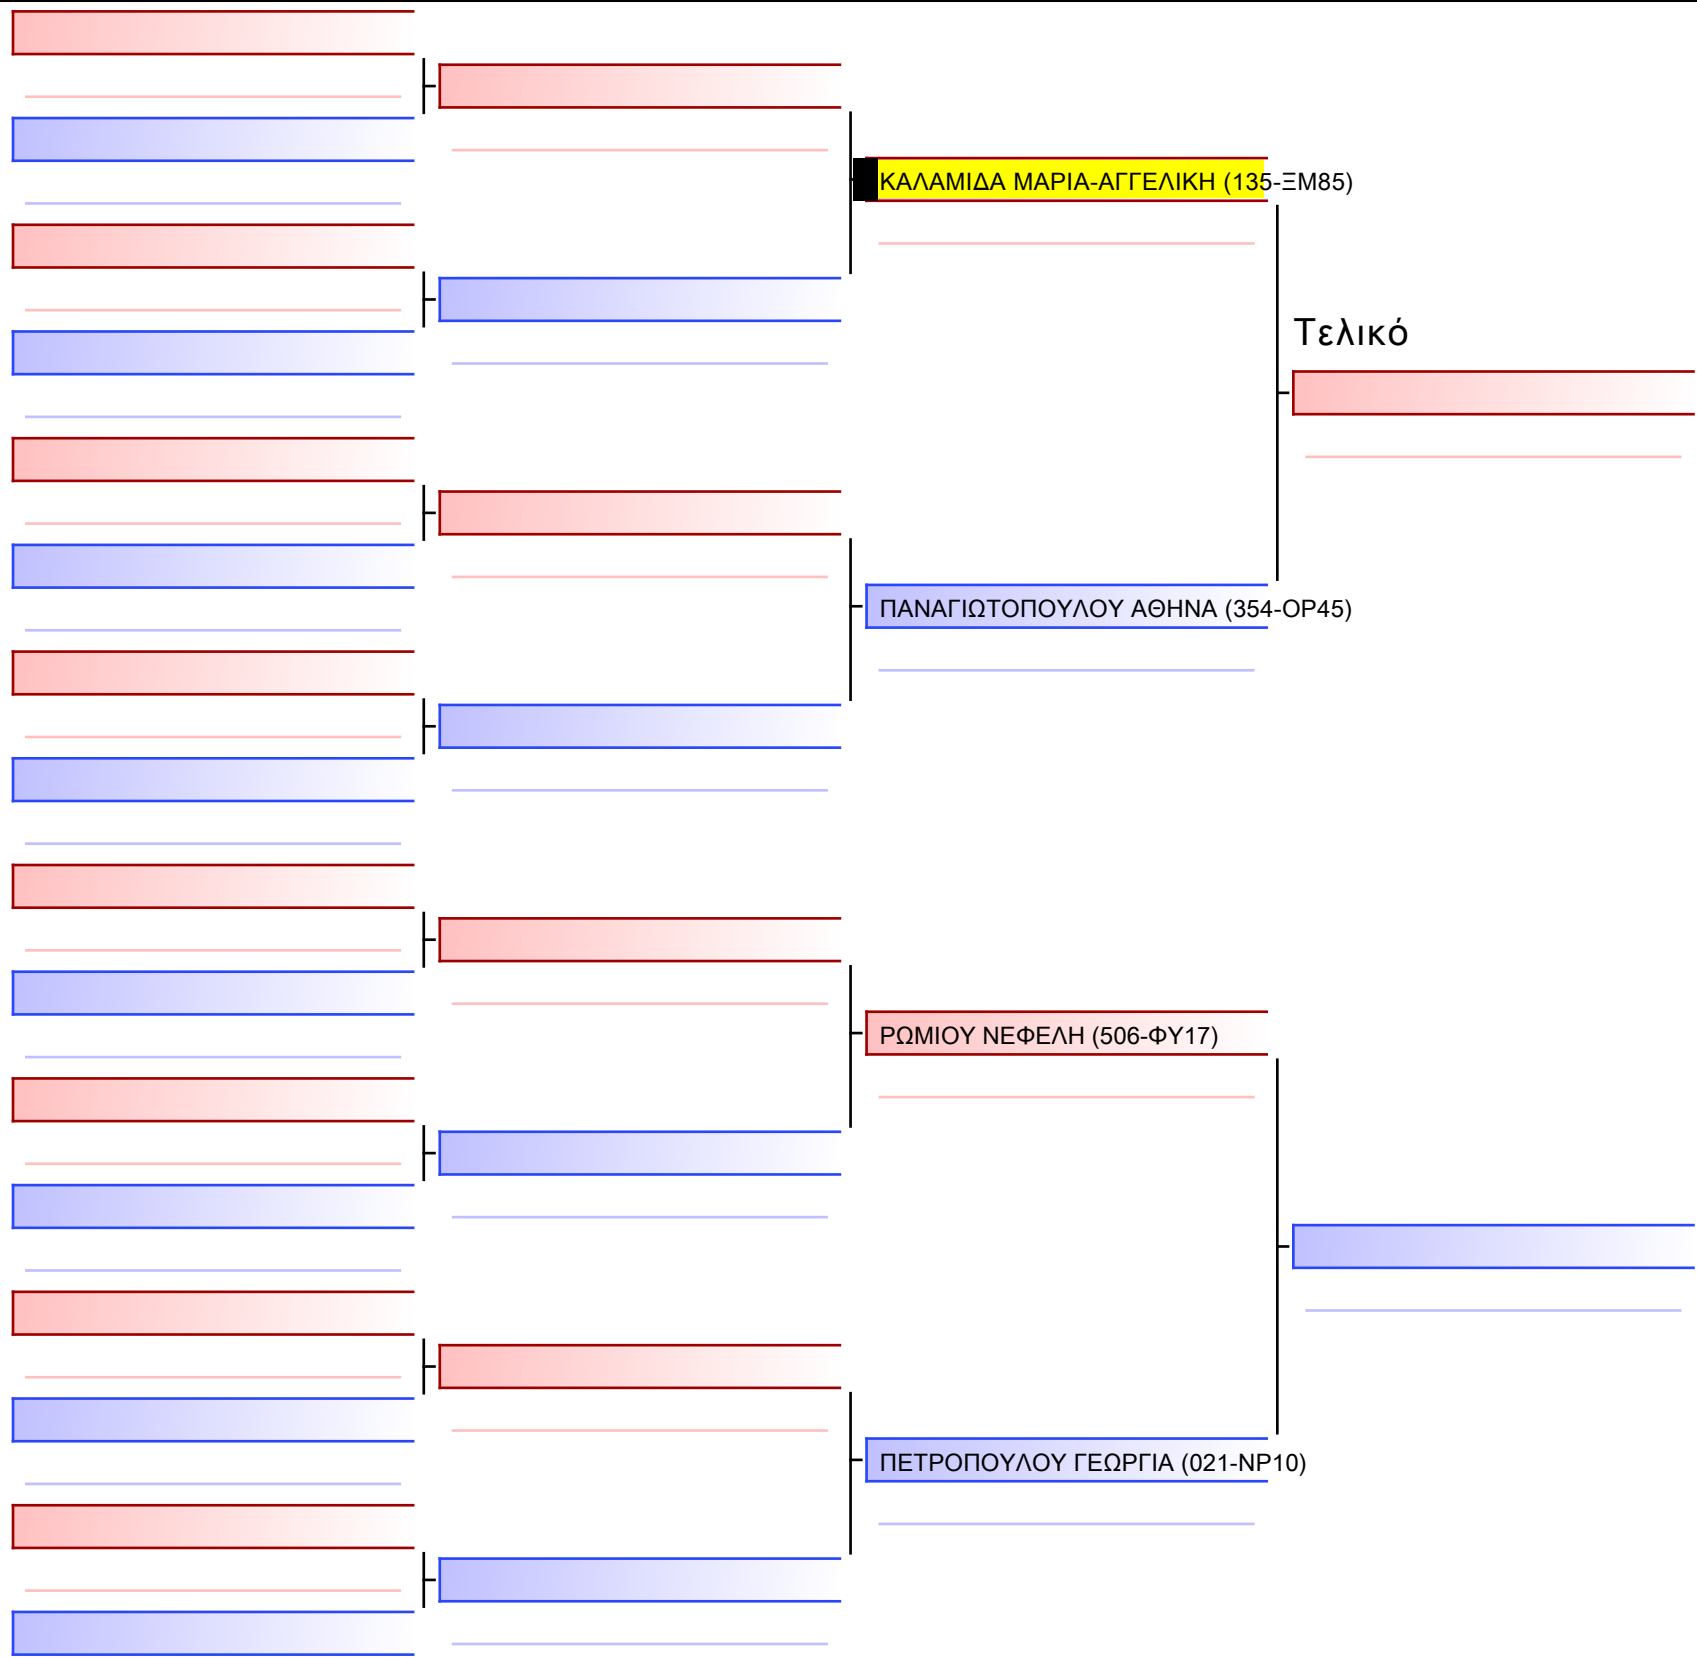 ΚΑΛΑΜΙΔΑ ΜΑΡΙΑ-ΑΓΓΕΛΙΚΗ (135-ΞΜ85)
Τελικό
ΠΑΝΑΓΙΩΤΟΠΟΥΛΟΥ ΑΘΗΝΑ (354-ΟΡ45)
ΡΩΜΙΟΥ ΝΕΦΕΛΗ (506-ΦΥ17)
ΠΕΤΡΟΠΟΥΛΟΥ ΓΕΩΡΓΙΑ (021-ΝΡ10)